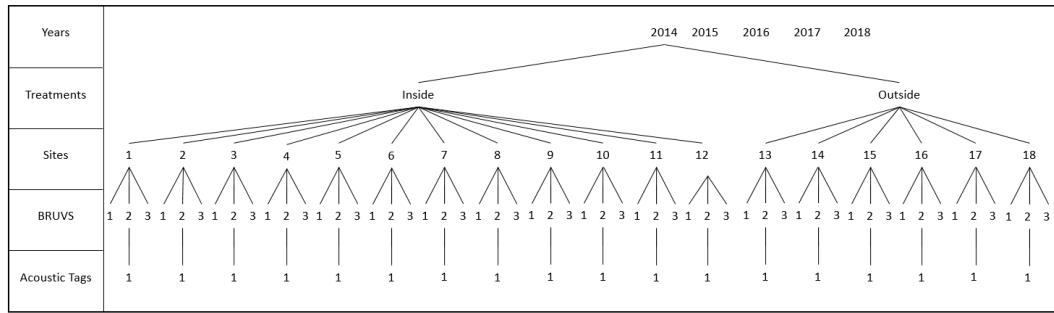 Years 2014 2015 2016 2017 2018
Treatments Inside Outside
Sites 1 2 3 4 5 6 7 8 9 10 11 12 13 14 15 16 17 18
BRUVS 1 2 3 1 2 3 1 2 3 1 2 3 1 2 3 1 2 3 1 2 3 1 2 3 1 2 3 1 2 3 1 2 3 1 2 3 1 2 3 1 2 3 1 2 3 1 2 3 1 2 3 1 2 3
Acoustic Tags 1 1 1 1 1 1 1 1 1 1 1 1 1 1 1 1 1 1